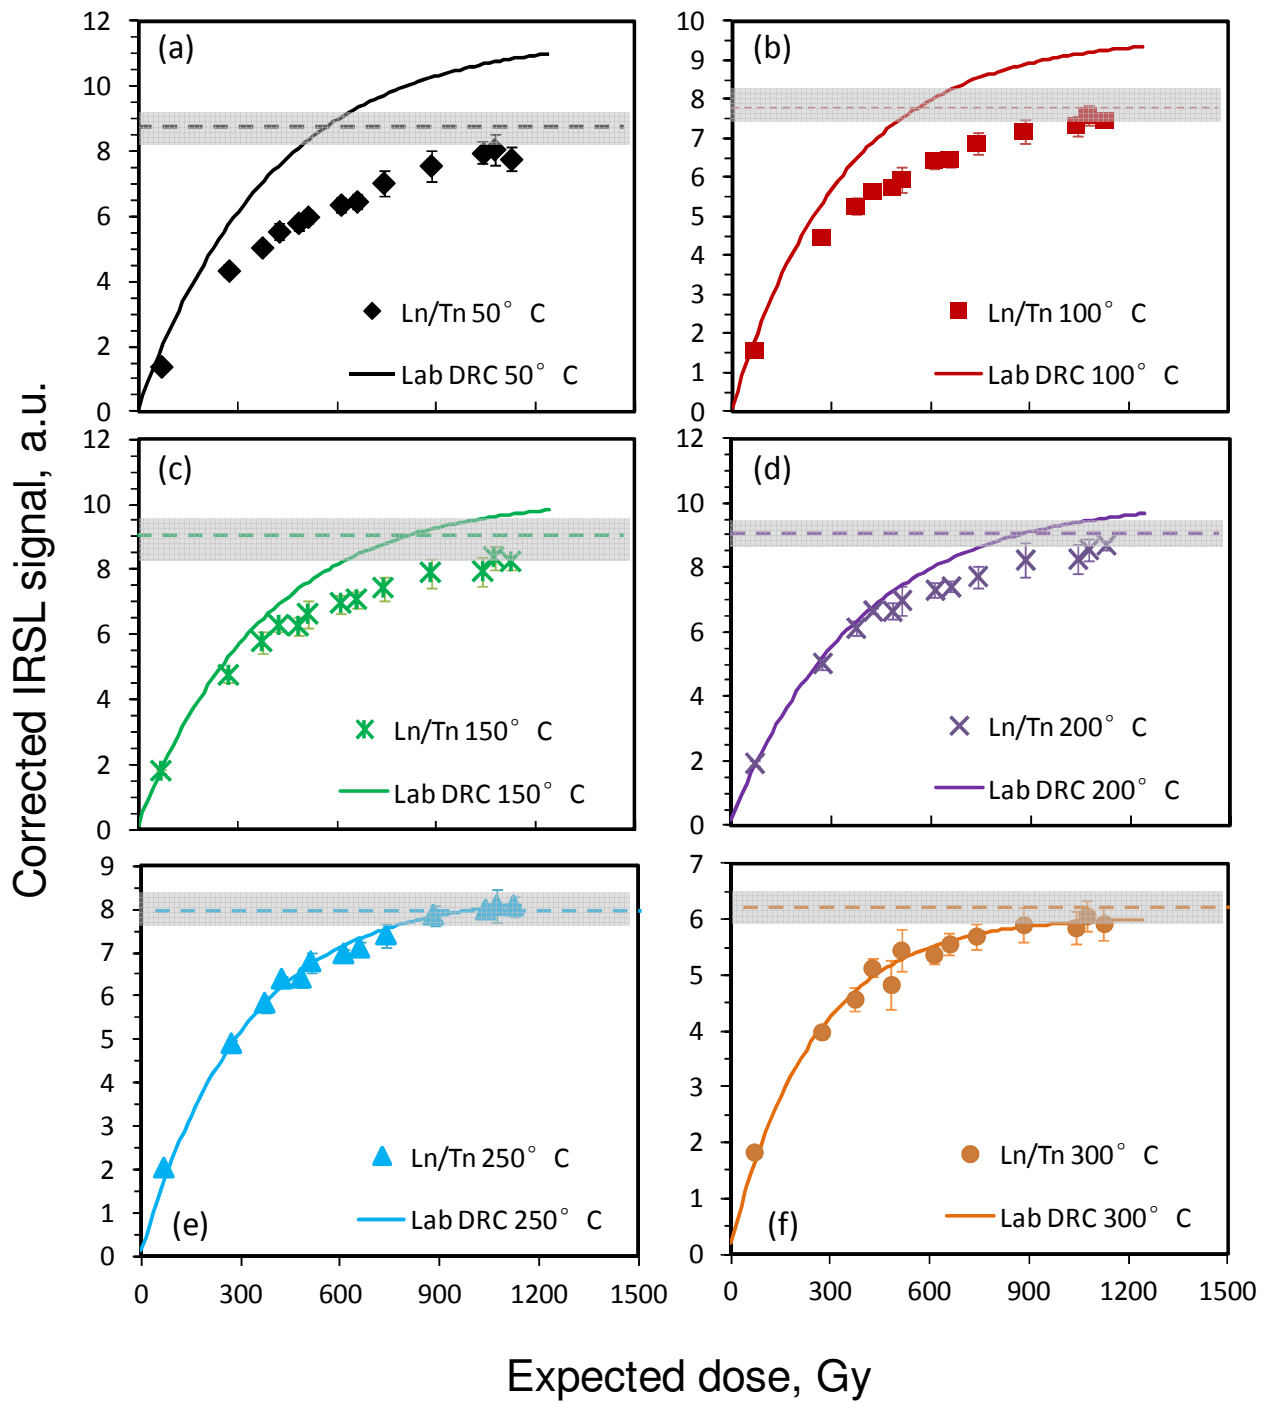 Corrected IRSL signal, a.u.
(a)
12
10
8
6
4
2
0
Ln/Tn 50° C
Lab DRC 50° C
(b)
10
9
8
7
6
5
4
3
2
1
0
Ln/Tn 100° C
Lab DRC 100° C
(c)
12
10
8
6
4
2
0
Ln/Tn 150° C
Lab DRC 150° C
(d)
12
10
8
6
4
2
0
Ln/Tn 200° C
Lab DRC 200° C
9
8
7
6
5
4
3
2
1
0
Ln/Tn 250° C
Lab DRC 250° C
(e)
0 300 600 900 1200 1500
7
6
5
4
3
2
1
0
Ln/Tn 300° C
Lab DRC 300° C
(f)
0 300 600 900 1200 1500
Expected dose, Gy